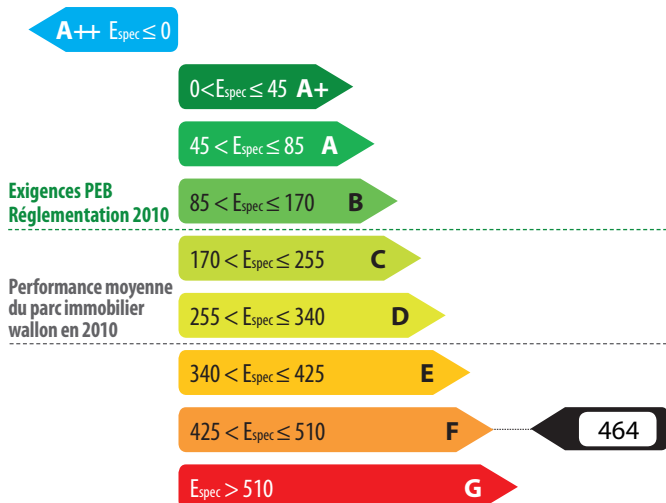 A++ Espec ≤ 0
0 < Espec ≤ 45 A+
45 < Espec ≤ 85 A
Exigences PEB
Réglementation 2010
85 < Espec ≤ 170 B
170 < Espec ≤ 255 C
Performance moyenne
du parc immobilier
wallon en 2010
255 < Espec ≤ 340 D
340 < Espec ≤ 425 E
425 < Espec ≤ 510 F 464
Espec > 510 G